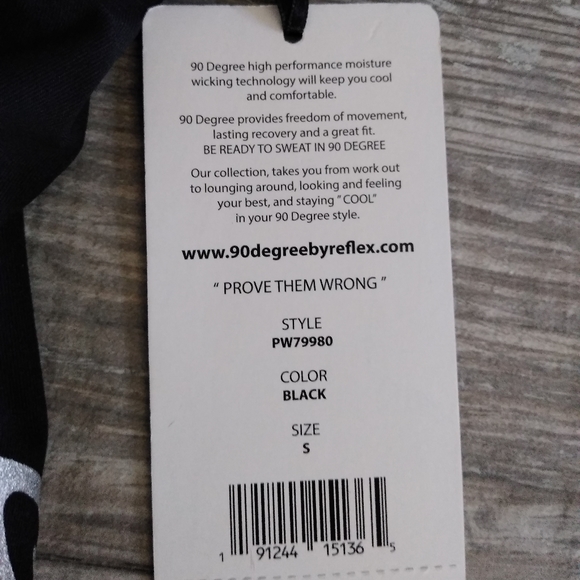 90 Degree high performance moisture
wicking technology will keep you cool
and comfortable.
90 Degree provides freedom of movement,
lasting recovery and a great fit.
BE READY TO SWEAT IN 90 DEGREE
Our collection, takes you from work out
to lounging around, looking and feeling
your best, and staying “COOL”
in your 90 Degree style.
www.90degreebyreflex.com
“ PROVE THEM WRONG ”
STYLE
PW79980
COLOR
BLACK
SIZE
S
1 91244 15136 5